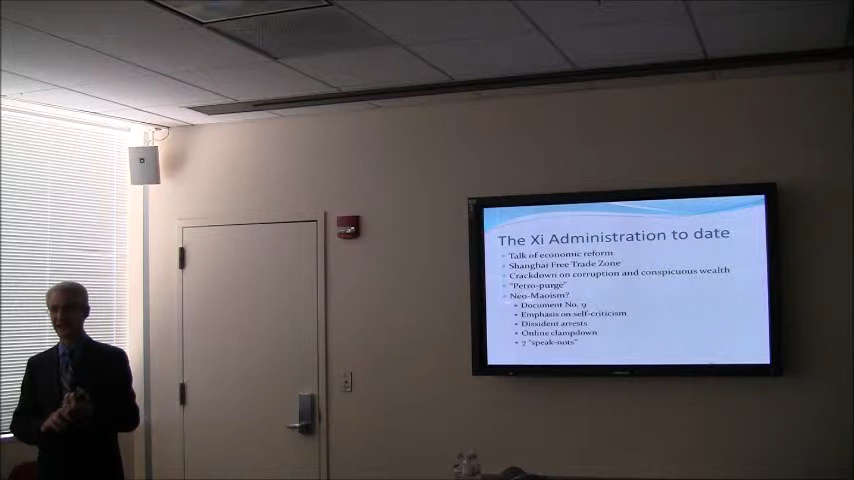 The Xi Administration to date
Talk of economic reform
Shanghai Free Trade Zone
Crackdown on corruption and conspicuous wealth
"Petro-purge"
Neo-Maoism?
Document No. 9
Emphasis on self-criticism
Dissident arrests
Online clampdown
7 "speak-nots"